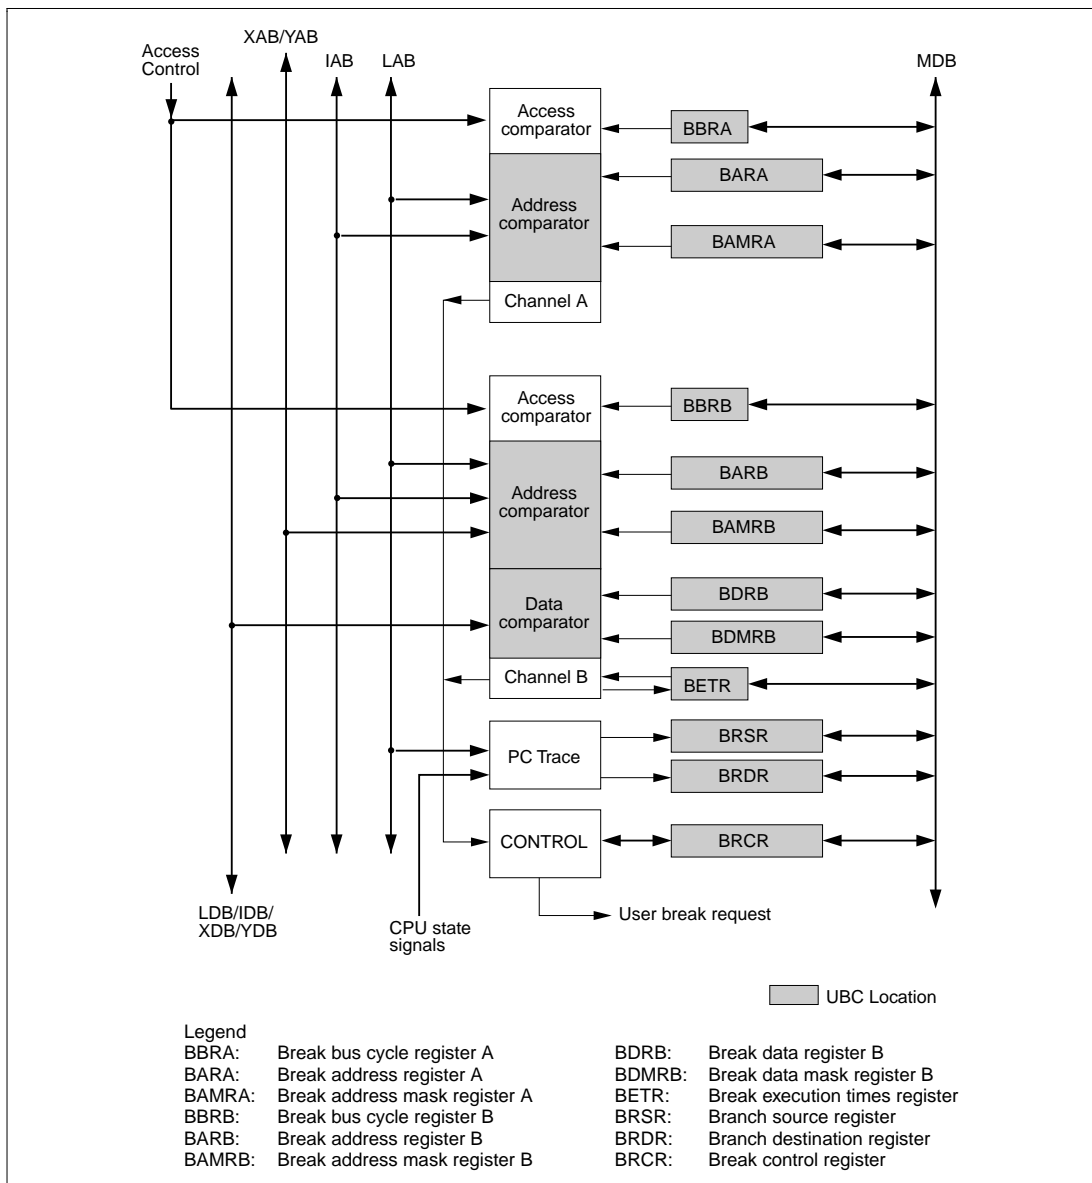 XAB/YAB
Access
Control
IAB
LAB
MDB
Access
comparator
BBRA
BARA
Address
comparator
BAMRA
Channel A
Access
comparator
BBRB
BARB
Address
comparator
BAMRB
BDRB
Data
comparator
BDMRB
Channel B
BETR
BRSR
PC Trace
BRDR
CONTROL
BRCR
LDB/IDB/
XDB/YDB
CPU state
signals
User break request
UBC Location
Legend
BBRA: Break bus cycle register A
BARA: Break address register A
BAMRA: Break address mask register A
BBRB: Break bus cycle register B
BARB: Break address register B
BAMRB: Break address mask register B
BDRB: Break data register B
BDMRB: Break data mask register B
BETR: Break execution times register
BRSR: Branch source register
BRDR: Branch destination register
BRCR: Break control register